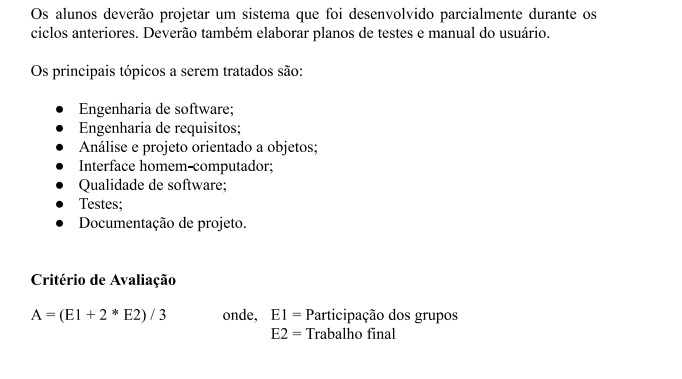 Os alunos deverão projetar um sistema que foi desenvolvido parcialmente durante os
ciclos anteriores. Deverão também elaborar planos de testes e manual do usuário.
Os principais tópicos a serem tratados são:
● Engenharia de software;
● Engenharia de requisitos;
● Análise e projeto orientado a objetos;
● Interface homem-computador;
● Qualidade de software;
● Testes;
● Documentação de projeto.
Critério de Avaliação
A = (E1 + 2 * E2) / 3 onde, E1 = Participação dos grupos
E2 = Trabalho final